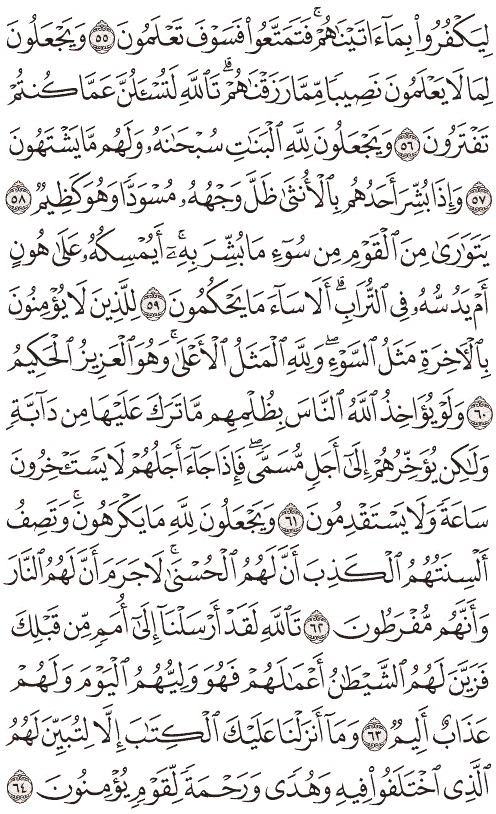 لِيَكۡفُرُواْ بِمَآ ءَاتَيۡنَٰهُمۡۚ فَتَمَتَّعُواْ فَسَوۡفَ تَعۡلَمُونَ ٥٥ وَيَجۡعَلُونَ
لِمَا لَا يَعۡلَمُونَ نَصِيبٗا مِّمَّا رَزَقۡنَٰهُمۡۗ تَٱللَّهِ لَتُسۡـَٔلُنَّ عَمَّا كُنتُمۡ
تَفۡتَرُونَ ٥٦ وَيَجۡعَلُونَ لِلَّهِ ٱلۡبَنَٰتِ سُبۡحَٰنَهُۥ وَلَهُم مَّا يَشۡتَهُونَ
٥٧ وَإِذَا بُشِّرَ أَحَدُهُم بِٱلۡأُنثَىٰ ظَلَّ وَجۡهُهُۥ مُسۡوَدّٗا وَهُوَ كَظِيمٞ ٥٨
يَتَوَٰرَىٰ مِنَ ٱلۡقَوۡمِ مِن سُوٓءِ مَا بُشِّرَ بِهِۦٓۚ أَيُمۡسِكُهُۥ عَلَىٰ هُونٍ
أَمۡ يَدُسُّهُۥ فِي ٱلتُّرَابِۗ أَلَا سَآءَ مَا يَحۡكُمُونَ ٥٩ لِلَّذِينَ لَا يُؤۡمِنُونَ
بِٱلۡأٓخِرَةِ مَثَلُ ٱلسَّوۡءِۖ وَلِلَّهِ ٱلۡمَثَلُ ٱلۡأَعۡلَىٰۚ وَهُوَ ٱلۡعَزِيزُ ٱلۡحَكِيمُ
٦٠ وَلَوۡ يُؤَاخِذُ ٱللَّهُ ٱلنَّاسَ بِظُلۡمِهِم مَّا تَرَكَ عَلَيۡهَا مِن دَآبَّةٖ
وَلَٰكِن يُؤَخِّرُهُمۡ إِلَىٰٓ أَجَلٖ مُّسَمّٗىۖ فَإِذَا جَآءَ أَجَلُهُمۡ لَا يَسۡتَـٔۡخِرُونَ
سَاعَةٗ وَلَا يَسۡتَقۡدِمُونَ ٦١ وَيَجۡعَلُونَ لِلَّهِ مَا يَكۡرَهُونَۚ وَتَصِفُ
أَلۡسِنَتُهُمُ ٱلۡكَذِبَ أَنَّ لَهُمُ ٱلۡحُسۡنَىٰۚ لَا جَرَمَ أَنَّ لَهُمُ ٱلنَّارَ
وَأَنَّهُم مُّفۡرَطُونَ ٦٢ تَٱللَّهِ لَقَدۡ أَرۡسَلۡنَآ إِلَىٰٓ أُمَمٖ مِّن قَبۡلِكَ
فَزَيَّنَ لَهُمُ ٱلشَّيۡطَٰنُ أَعۡمَٰلَهُمۡ فَهُوَ وَلِيُّهُمُ ٱلۡيَوۡمَ وَلَهُمۡ
عَذَابٌ أَلِيمٞ ٦٣ وَمَآ أَنزَلۡنَا عَلَيۡكَ ٱلۡكِتَٰبَ إِلَّا لِتُبَيِّنَ لَهُمُ
ٱلَّذِي ٱخۡتَلَفُواْ فِيهِ وَهُدٗى وَرَحۡمَةٗ لِّقَوۡمٖ يُؤۡمِنُونَ ٦٤